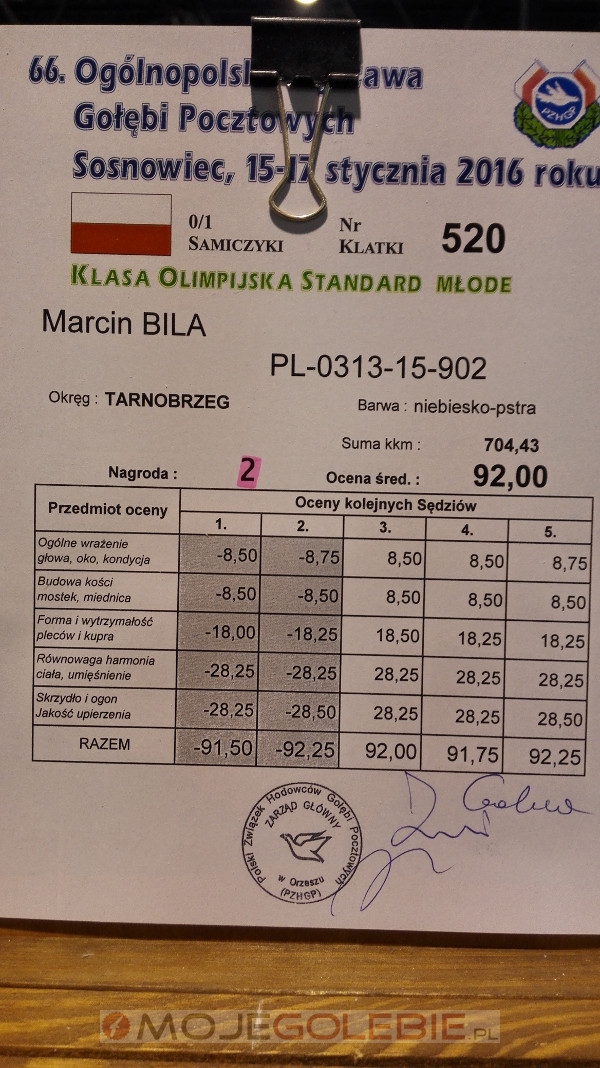 66. Ogólnopolsk awa
Gołębi Pocztowych
Sosnowiec, 15-17 stycznia 2016 roku
PZHGP
0/1
SAMICZYKI
Nr
KLATKI
520
KLASA OLIMPIJSKA STANDARD MŁODE
Marcin BILA
PL-0313-15-902
Okręg : TARNOBRZEG
Barwa : niebiesko-pstra
Suma kkm : 704,43
Nagroda : 2
Ocena śred. : 92,00
Przedmiot oceny
Oceny kolejnych Sędziów
1. 2. 3. 4. 5.
Ogólne wrażenie
głowa, oko, kondycja
-8,50 -8,75 8,50 8,50 8,75
Budowa kości
mostek, miednica
-8,50 -8,50 8,50 8,50 8,50
Forma i wytrzymałość
pleców i kupra
-18,00 -18,25 18,50 18,25 18,25
Równowaga harmonia
ciała, umięśnienie
-28,25 -28,25 28,25 28,25 28,25
Skrzydło i ogon
Jakość upierzenia
-28,25 -28,50 28,25 28,25 28,50
RAZEM -91,50 -92,25 92,00 91,75 92,25
Polski Związek Hodowców Gołębi Pocztowych
ZARZĄD GŁÓWNY
w Orzeszu
(PZHGP)
MOJEGOLEBIE.PL